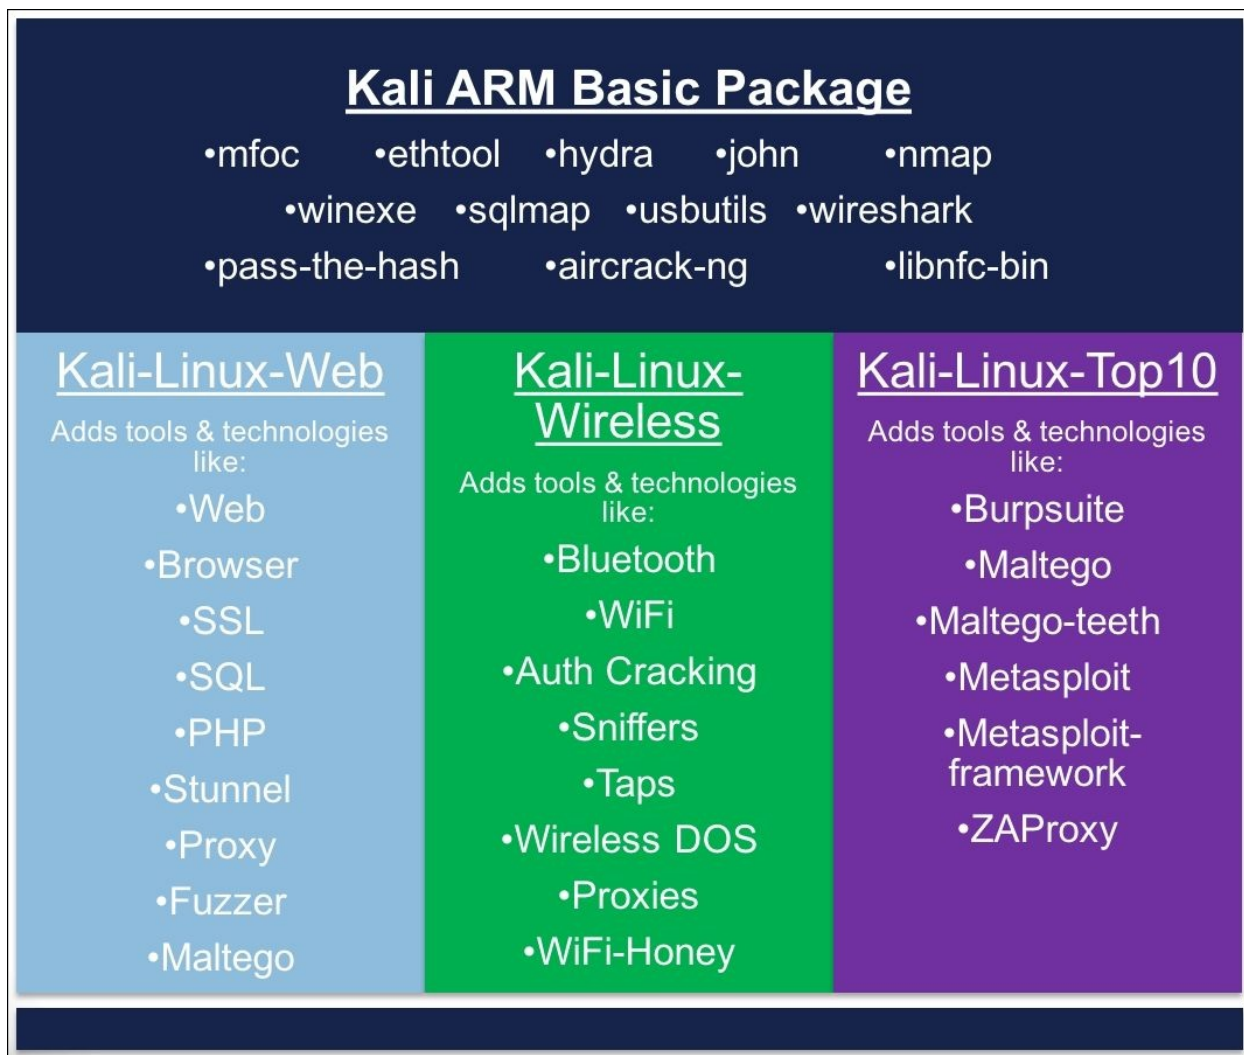 Kali ARM Basic Package
•mfoc •ethtool •hydra •john •nmap
•winexe •sqlmap •usbutils •wireshark
•pass-the-hash •aircrack-ng •libnfc-bin
Kali-Linux-Web
Adds tools & technologies
like:
•Web
•Browser
•SSL
•SQL
•PHP
•Stunnel
•Proxy
•Fuzzer
•Maltego
Kali-Linux-
Wireless
Adds tools & technologies
like:
•Bluetooth
•WiFi
•Auth Cracking
•Sniffers
•Taps
•Wireless DOS
•Proxies
•WiFi-Honey
Kali-Linux-Top10
Adds tools & technologies
like:
•Burpsuite
•Maltego
•Maltego-teeth
•Metasploit
•Metasploit-
framework
•ZAProxy